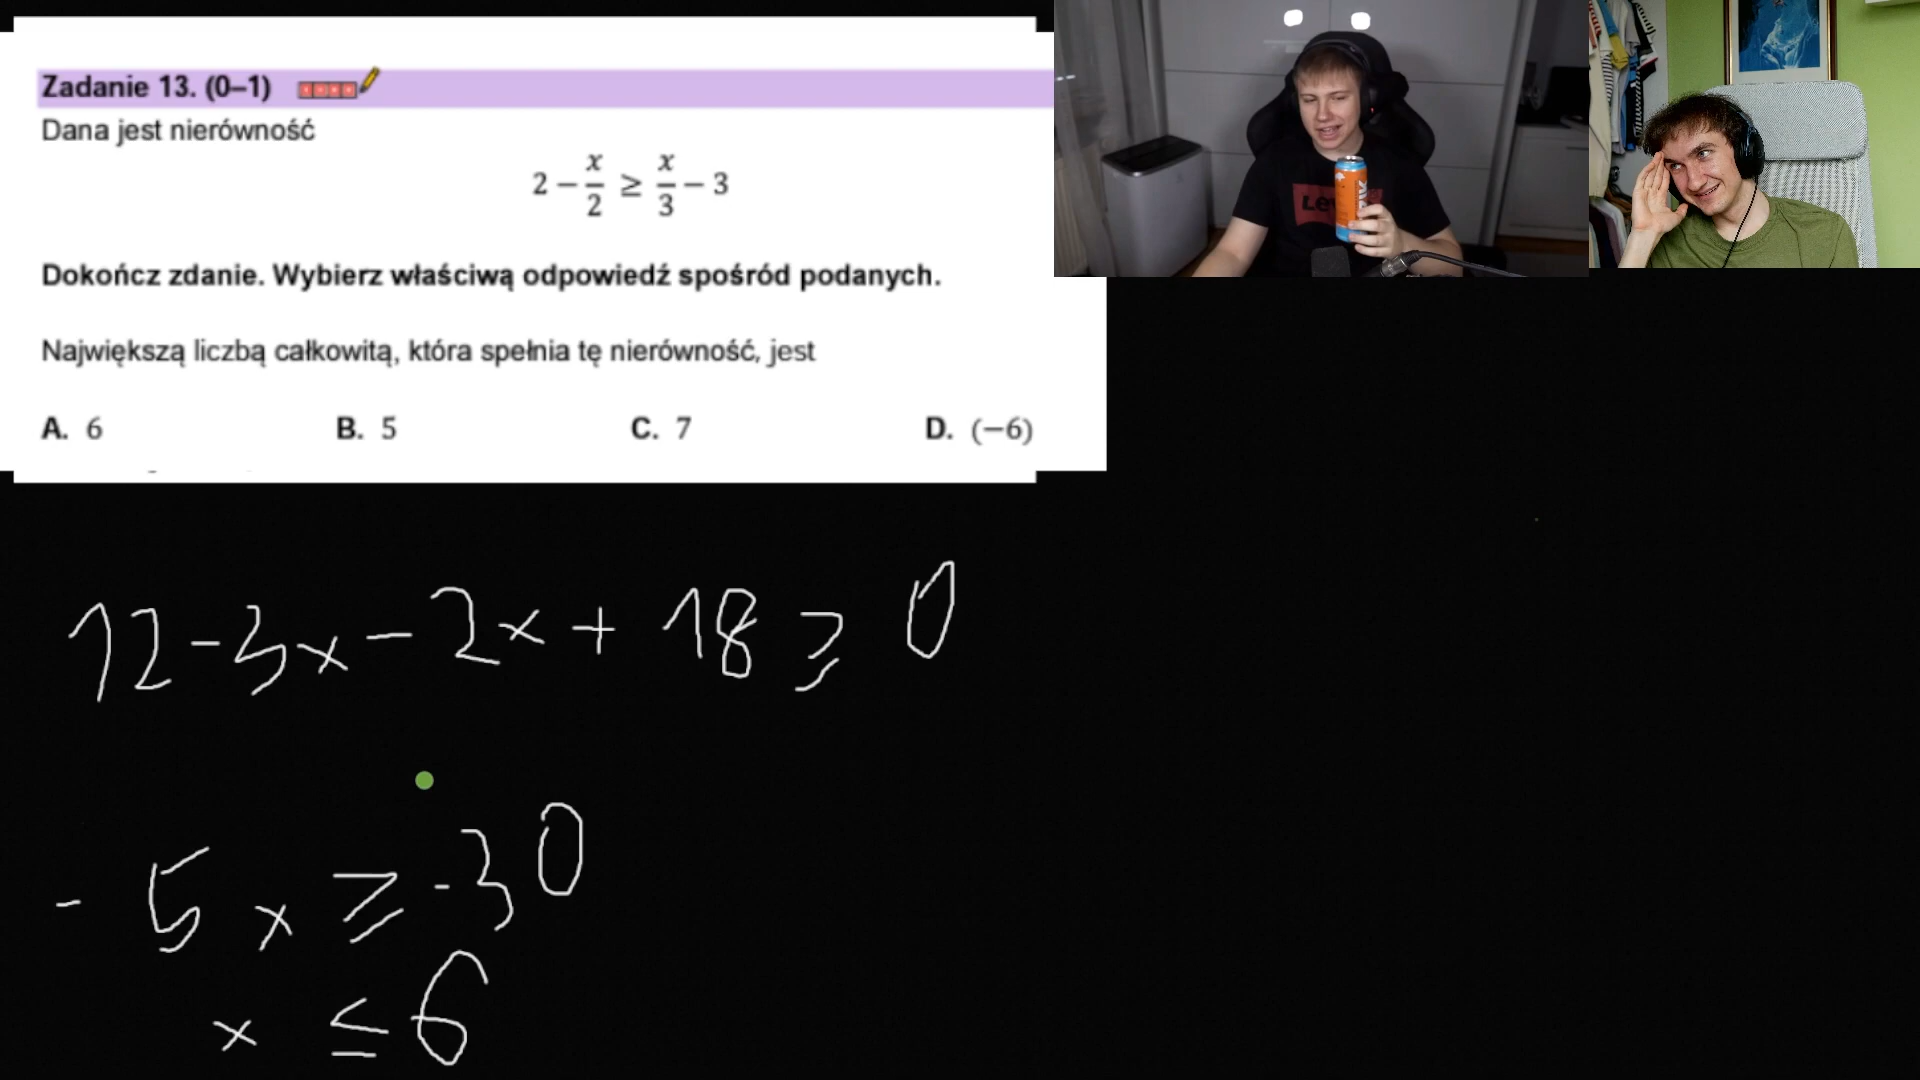 Zadanie 13. (0–1)
Dana jest nierówność
2 − x/2 ≥ x/3 − 3
Dokończ zdanie. Wybierz właściwą odpowiedź spośród podanych.
Największą liczbą całkowitą, która spełnia tę nierówność, jest
A. 6 B. 5 C. 7 D. (−6)
12 - 3x - 2x + 18 ≥ 0
- 5x ≥ -30
x ≤ 6